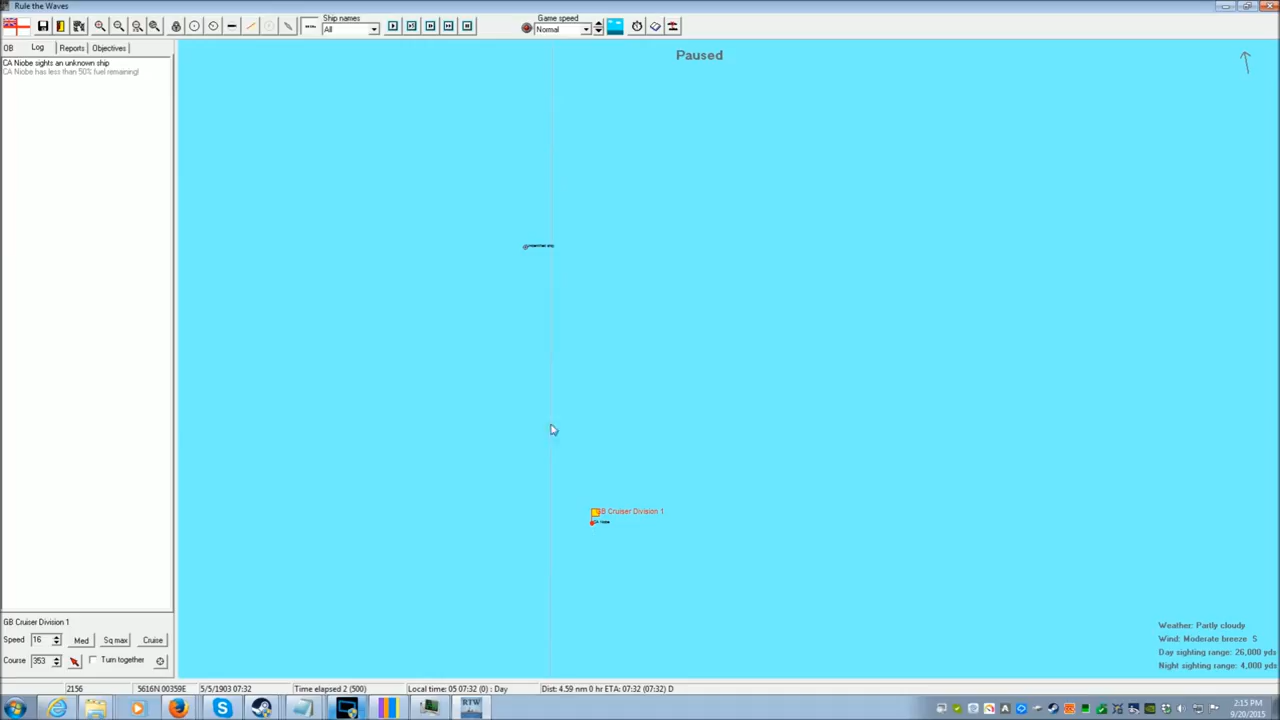 Rule the Waves
Ship names
All
Game speed
Normal
OB
Log
Reports
Objectives
CA Niobe sights an unknown ship
CA Niobe has less than 50% fuel remaining!
Paused
GB Cruiser Division 1
CA Niobe
Weather: Partly cloudy
Wind: Moderate breeze S
Day sighting range: 26,000 yds
Night sighting range: 4,000 yds
GB Cruiser Division 1
Speed
16
Med
Sq max
Cruise
Course
353
Turn together
2156
5616N 00359E
5/5/1903 07:32
Time elapsed 2 (500)
Local time: 05 07:32 (0) : Day
Dist: 4.59 nm 0 hr ETA: 07:32 (07:32) D
RTW
2:15 PM
9/20/2015